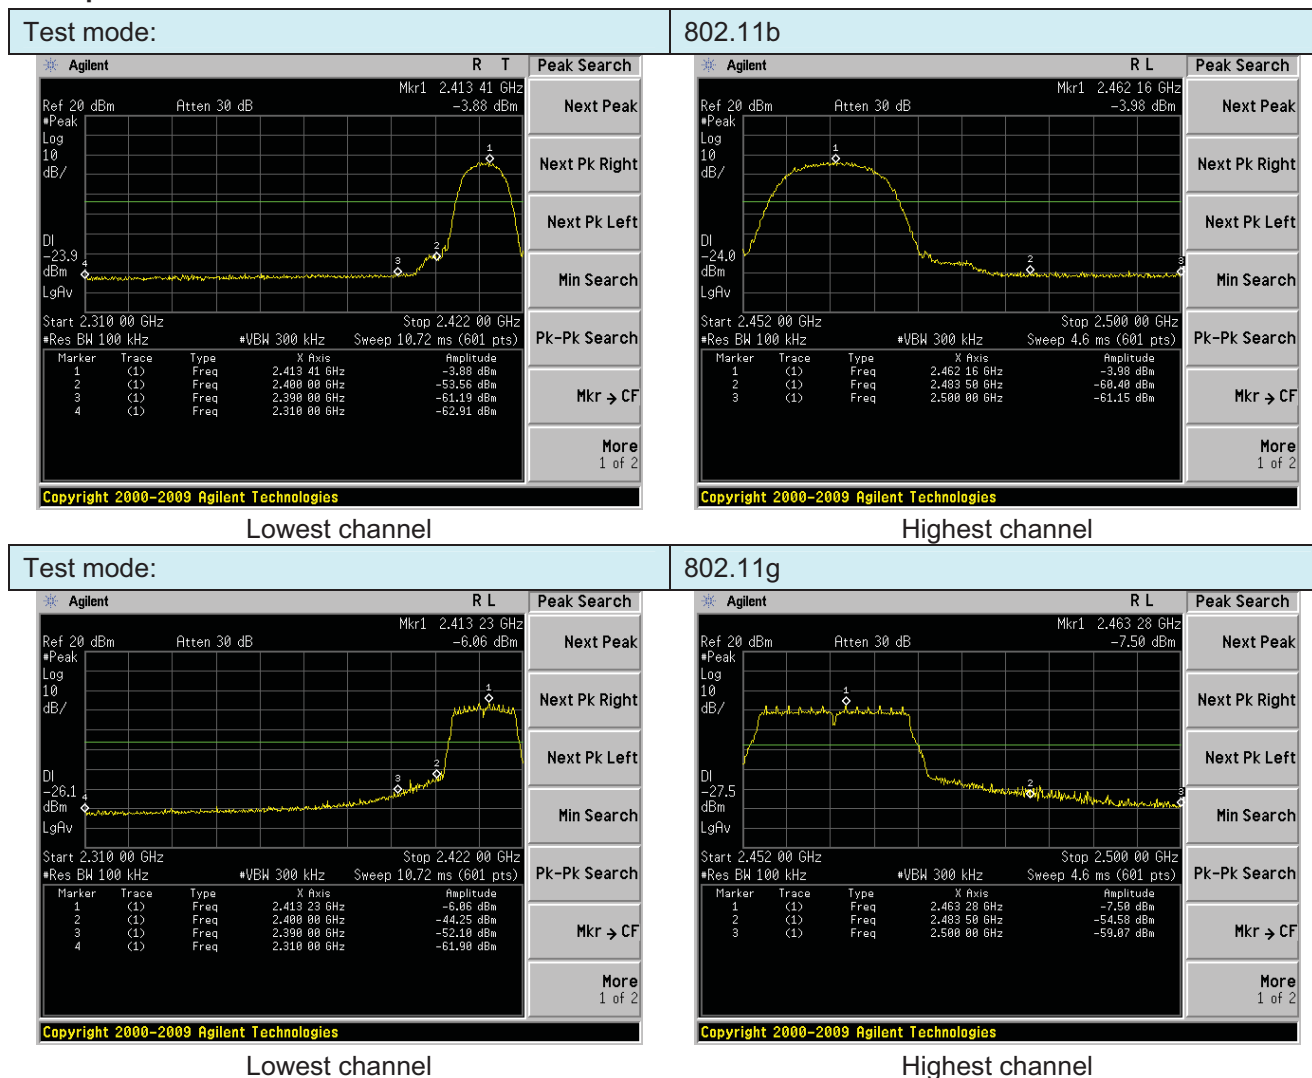 Test mode: 802.11b
Agilent R T Peak Search
Mkr1 2.413 41 GHz
Ref 20 dBm Atten 30 dB -3.88 dBm
#Peak
Log
10
dB/
1
2
3
4
DI
-23.9
dBm
LgAv
Start 2.310 00 GHz Stop 2.422 00 GHz
#Res BW 100 kHz #VBW 300 kHz Sweep 10.72 ms (601 pts)
Marker Trace Type X Axis Amplitude
1 (1) Freq 2.413 41 GHz -3.88 dBm
2 (1) Freq 2.400 00 GHz -53.56 dBm
3 (1) Freq 2.390 00 GHz -61.19 dBm
4 (1) Freq 2.310 00 GHz -62.91 dBm
Next Peak
Next Pk Right
Next Pk Left
Min Search
Pk-Pk Search
Mkr → CF
More
1 of 2
Copyright 2000-2009 Agilent Technologies
Lowest channel
Agilent R L Peak Search
Mkr1 2.462 16 GHz
Ref 20 dBm Atten 30 dB -3.98 dBm
#Peak
Log
10
dB/
1
2
3
DI
-24.0
dBm
LgAv
Start 2.452 00 GHz Stop 2.500 00 GHz
#Res BW 100 kHz #VBW 300 kHz Sweep 4.6 ms (601 pts)
Marker Trace Type X Axis Amplitude
1 (1) Freq 2.462 16 GHz -3.98 dBm
2 (1) Freq 2.483 50 GHz -60.40 dBm
3 (1) Freq 2.500 00 GHz -61.15 dBm
Next Peak
Next Pk Right
Next Pk Left
Min Search
Pk-Pk Search
Mkr → CF
More
1 of 2
Copyright 2000-2009 Agilent Technologies
Highest channel
Test mode: 802.11g
Agilent R L Peak Search
Mkr1 2.413 23 GHz
Ref 20 dBm Atten 30 dB -6.06 dBm
#Peak
Log
10
dB/
1
2
3
4
DI
-26.1
dBm
LgAv
Start 2.310 00 GHz Stop 2.422 00 GHz
#Res BW 100 kHz #VBW 300 kHz Sweep 10.72 ms (601 pts)
Marker Trace Type X Axis Amplitude
1 (1) Freq 2.413 23 GHz -6.06 dBm
2 (1) Freq 2.400 00 GHz -44.25 dBm
3 (1) Freq 2.390 00 GHz -52.10 dBm
4 (1) Freq 2.310 00 GHz -61.90 dBm
Next Peak
Next Pk Right
Next Pk Left
Min Search
Pk-Pk Search
Mkr → CF
More
1 of 2
Copyright 2000-2009 Agilent Technologies
Lowest channel
Agilent R L Peak Search
Mkr1 2.463 28 GHz
Ref 20 dBm Atten 30 dB -7.50 dBm
#Peak
Log
10
dB/
1
2
3
DI
-27.5
dBm
LgAv
Start 2.452 00 GHz Stop 2.500 00 GHz
#Res BW 100 kHz #VBW 300 kHz Sweep 4.6 ms (601 pts)
Marker Trace Type X Axis Amplitude
1 (1) Freq 2.463 28 GHz -7.50 dBm
2 (1) Freq 2.483 50 GHz -54.58 dBm
3 (1) Freq 2.500 00 GHz -59.07 dBm
Next Peak
Next Pk Right
Next Pk Left
Min Search
Pk-Pk Search
Mkr → CF
More
1 of 2
Copyright 2000-2009 Agilent Technologies
Highest channel